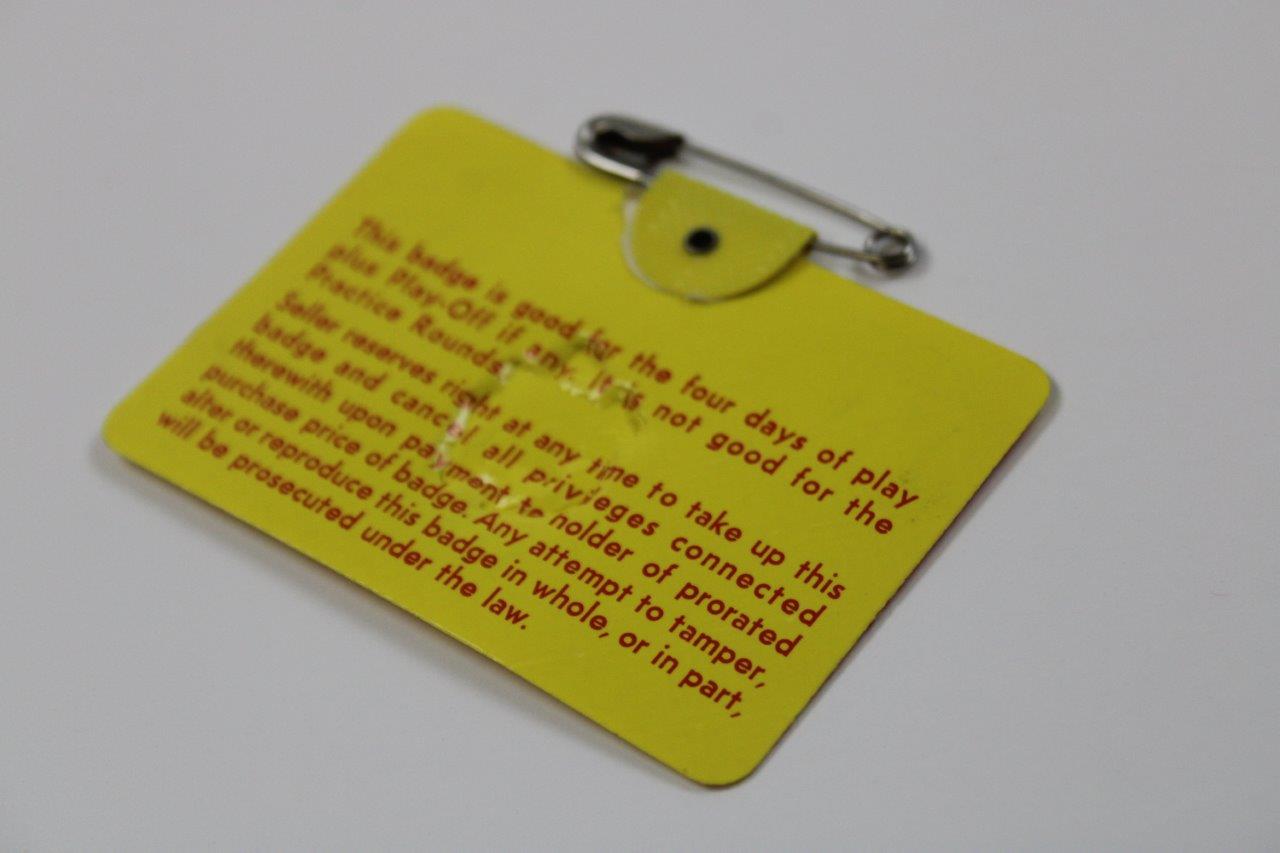 This badge is good for the four days of play
plus Play-Off if any. It is not good for the
Practice Rounds.
Seller reserves right at any time to take up this
badge and cancel all privileges connected
therewith upon payment to holder of prorated
purchase price of badge. Any attempt to tamper,
alter or reproduce this badge in whole, or in part,
will be prosecuted under the law.